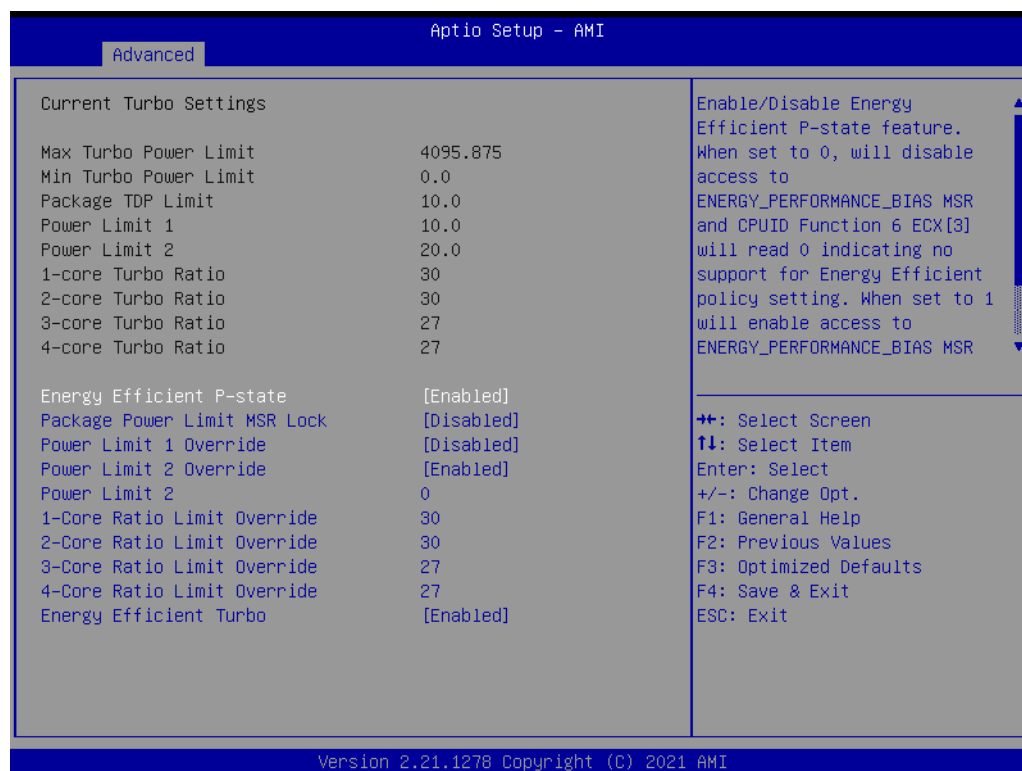 Aptio Setup – AMI
Advanced
Current Turbo Settings
Max Turbo Power Limit 4095.875
Min Turbo Power Limit 0.0
Package TDP Limit 10.0
Power Limit 1 10.0
Power Limit 2 20.0
1-core Turbo Ratio 30
2-core Turbo Ratio 30
3-core Turbo Ratio 27
4-core Turbo Ratio 27
Energy Efficient P-state [Enabled]
Package Power Limit MSR Lock [Disabled]
Power Limit 1 Override [Disabled]
Power Limit 2 Override [Enabled]
Power Limit 2 0
1-Core Ratio Limit Override 30
2-Core Ratio Limit Override 30
3-Core Ratio Limit Override 27
4-Core Ratio Limit Override 27
Energy Efficient Turbo [Enabled]
Enable/Disable Energy
Efficient P-state feature.
When set to 0, will disable
access to
ENERGY_PERFORMANCE_BIAS MSR
and CPUID Function 6 ECX[3]
will read 0 indicating no
support for Energy Efficient
policy setting. When set to 1
will enable access to
ENERGY_PERFORMANCE_BIAS MSR
→←: Select Screen
↑↓: Select Item
Enter: Select
+/-: Change Opt.
F1: General Help
F2: Previous Values
F3: Optimized Defaults
F4: Save & Exit
ESC: Exit
Version 2.21.1278 Copyright (C) 2021 AMI